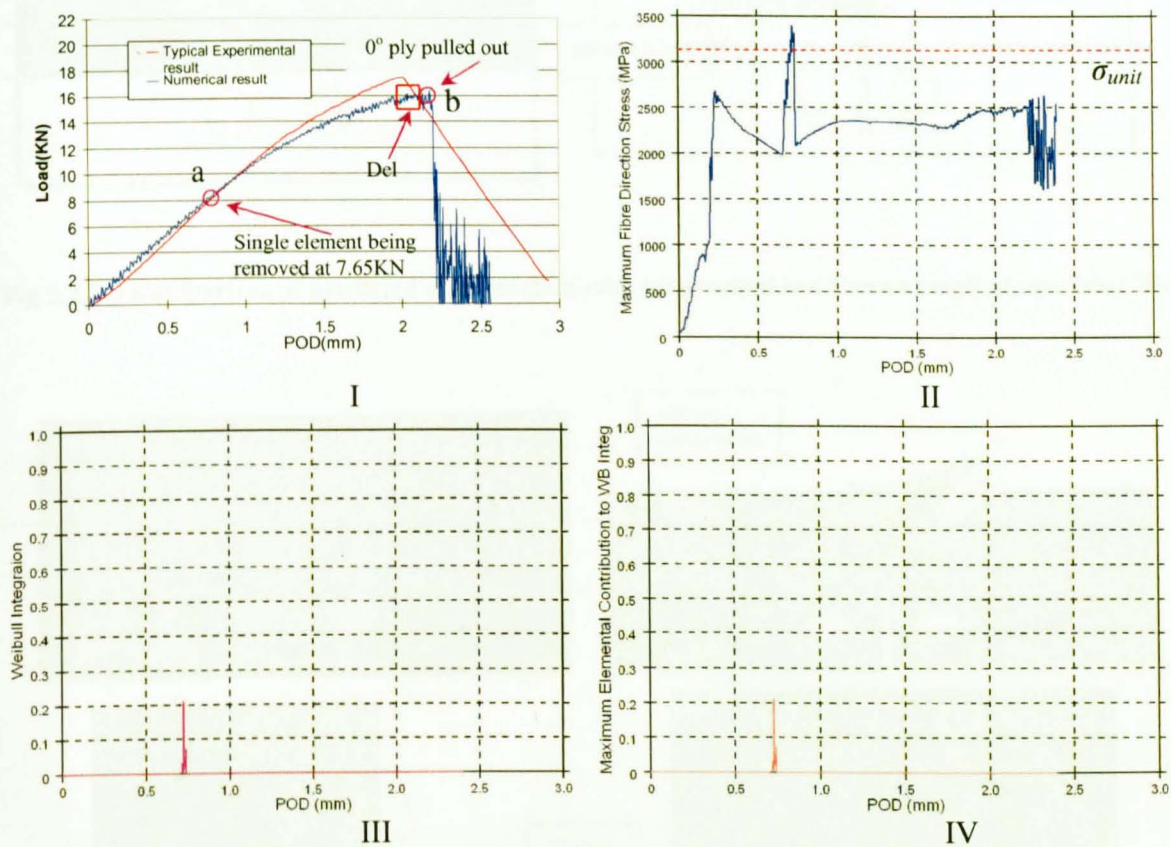 22
20
18
16
14
12
10
8
6
4
2
0
Load(KN)
Typical Experimental
result
Numerical result
0° ply pulled out
a
b
Del
Single element being
removed at 7.65KN
0 0.5 1 1.5 2 2.5 3
POD(mm)
I
3500
3000
2500
2000
1500
1000
500
0
Maximum Fibre Direction Stress (MPa)
σunit
0 0.5 1.0 1.5 2.0 2.5 3.0
POD (mm)
II
1.0
0.9
0.8
0.7
0.6
0.5
0.4
0.3
0.2
0.1
0
Weibull Integraion
0 0.5 1.0 1.5 2.0 2.5 3.0
POD (mm)
III
1.0
0.9
0.8
0.7
0.6
0.5
0.4
0.3
0.2
0.1
0
Maximum Elemental Contribution to WB Integ
0 0.5 1.0 1.5 2.0 2.5 3.0
POD (mm)
IV